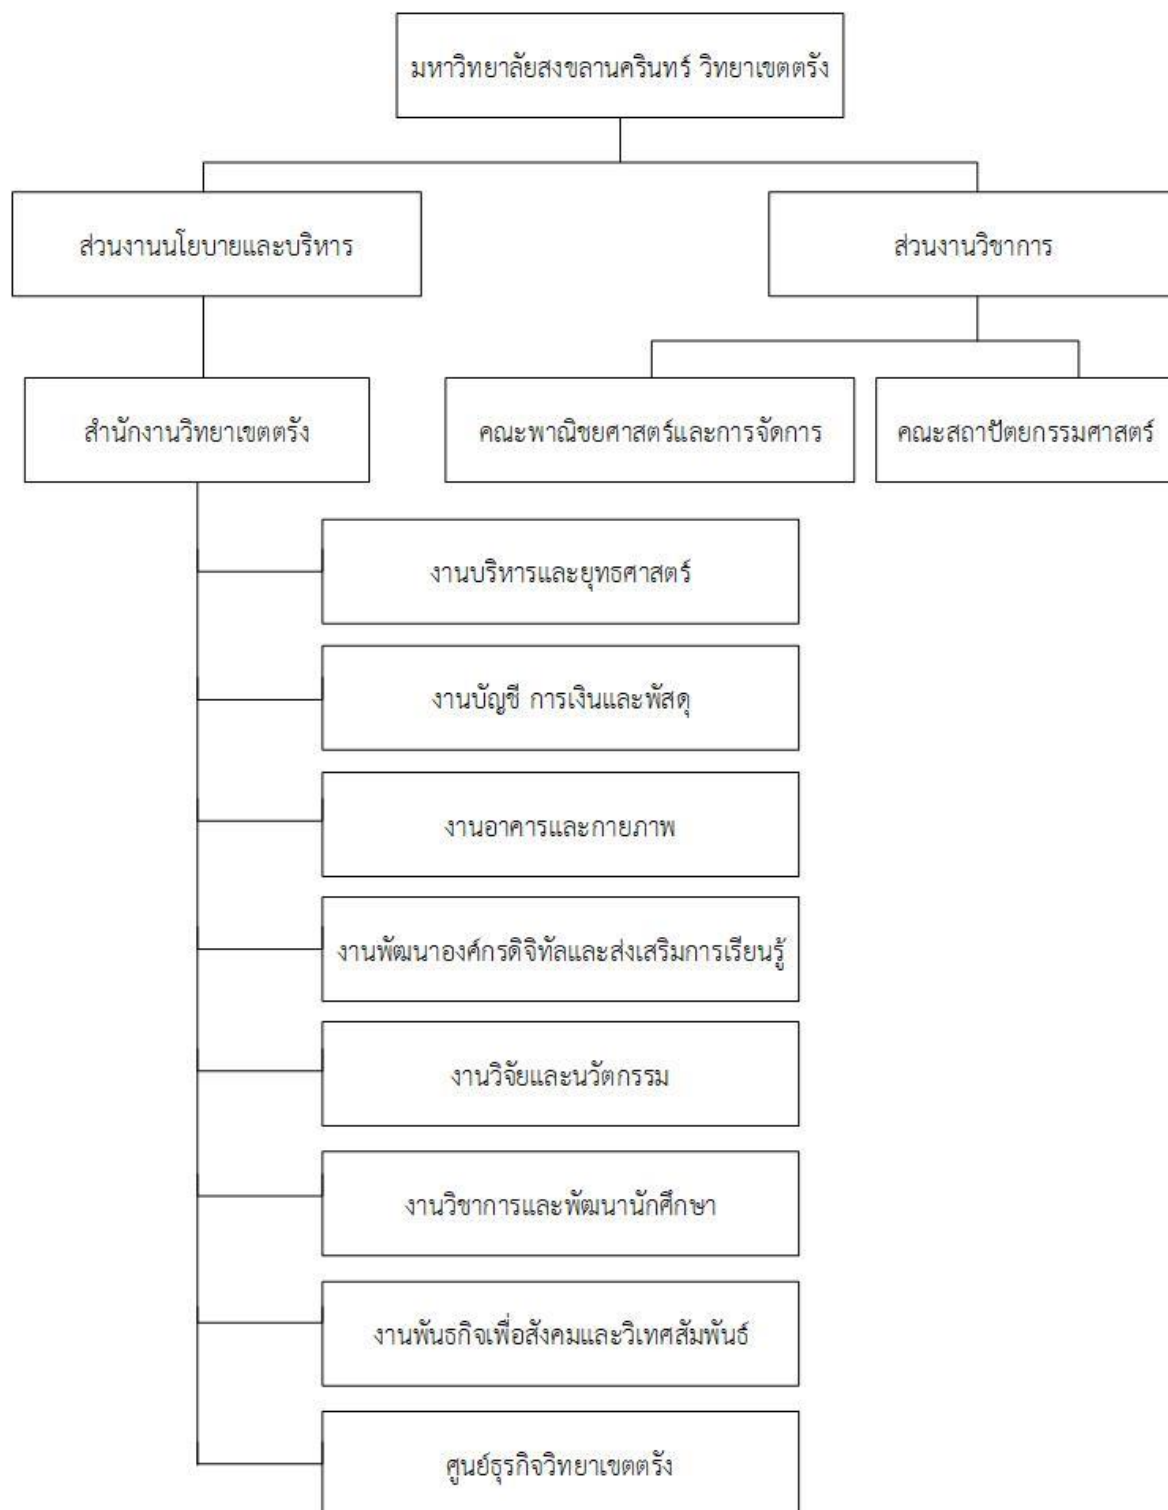 มหาวิทยาลัยสงขลานครินทร์ วิทยาเขตตรัง
ส่วนงานนโยบายและบริหาร
ส่วนงานวิชาการ
สำนักงานวิทยาเขตตรัง
คณะพาณิชยศาสตร์และการจัดการ
คณะสถาปัตยกรรมศาสตร์
งานบริหารและยุทธศาสตร์
งานบัญชี การเงินและพัสดุ
งานอาคารและกายภาพ
งานพัฒนาองค์กรดิจิทัลและส่งเสริมการเรียนรู้
งานวิจัยและนวัตกรรม
งานวิชาการและพัฒนานักศึกษา
งานพันธกิจเพื่อสังคมและวิเทศสัมพันธ์
ศูนย์ธุรกิจวิทยาเขตตรัง